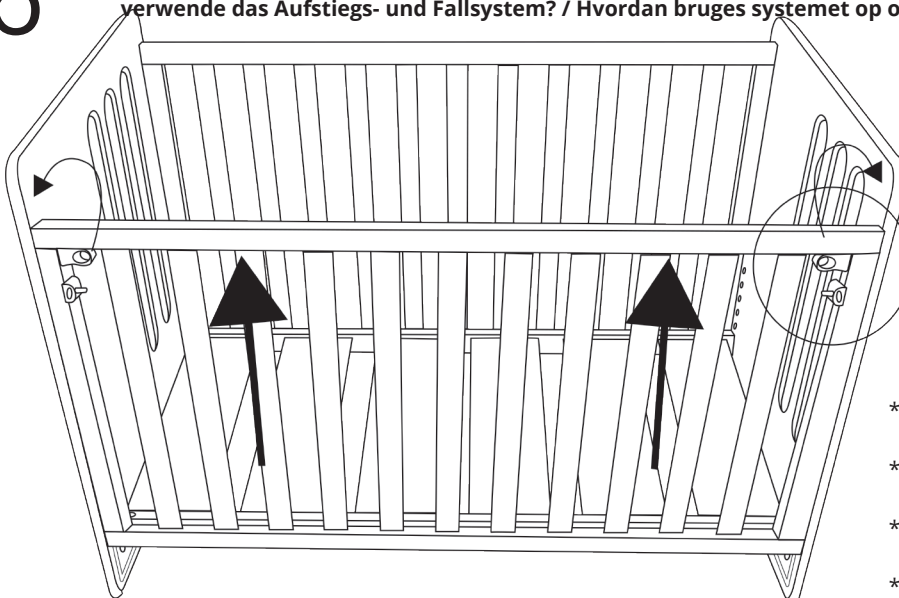 verwende das Aufstiegs- und Fallsystem? / Hvordan bruges systemet op o
*
*
*
*